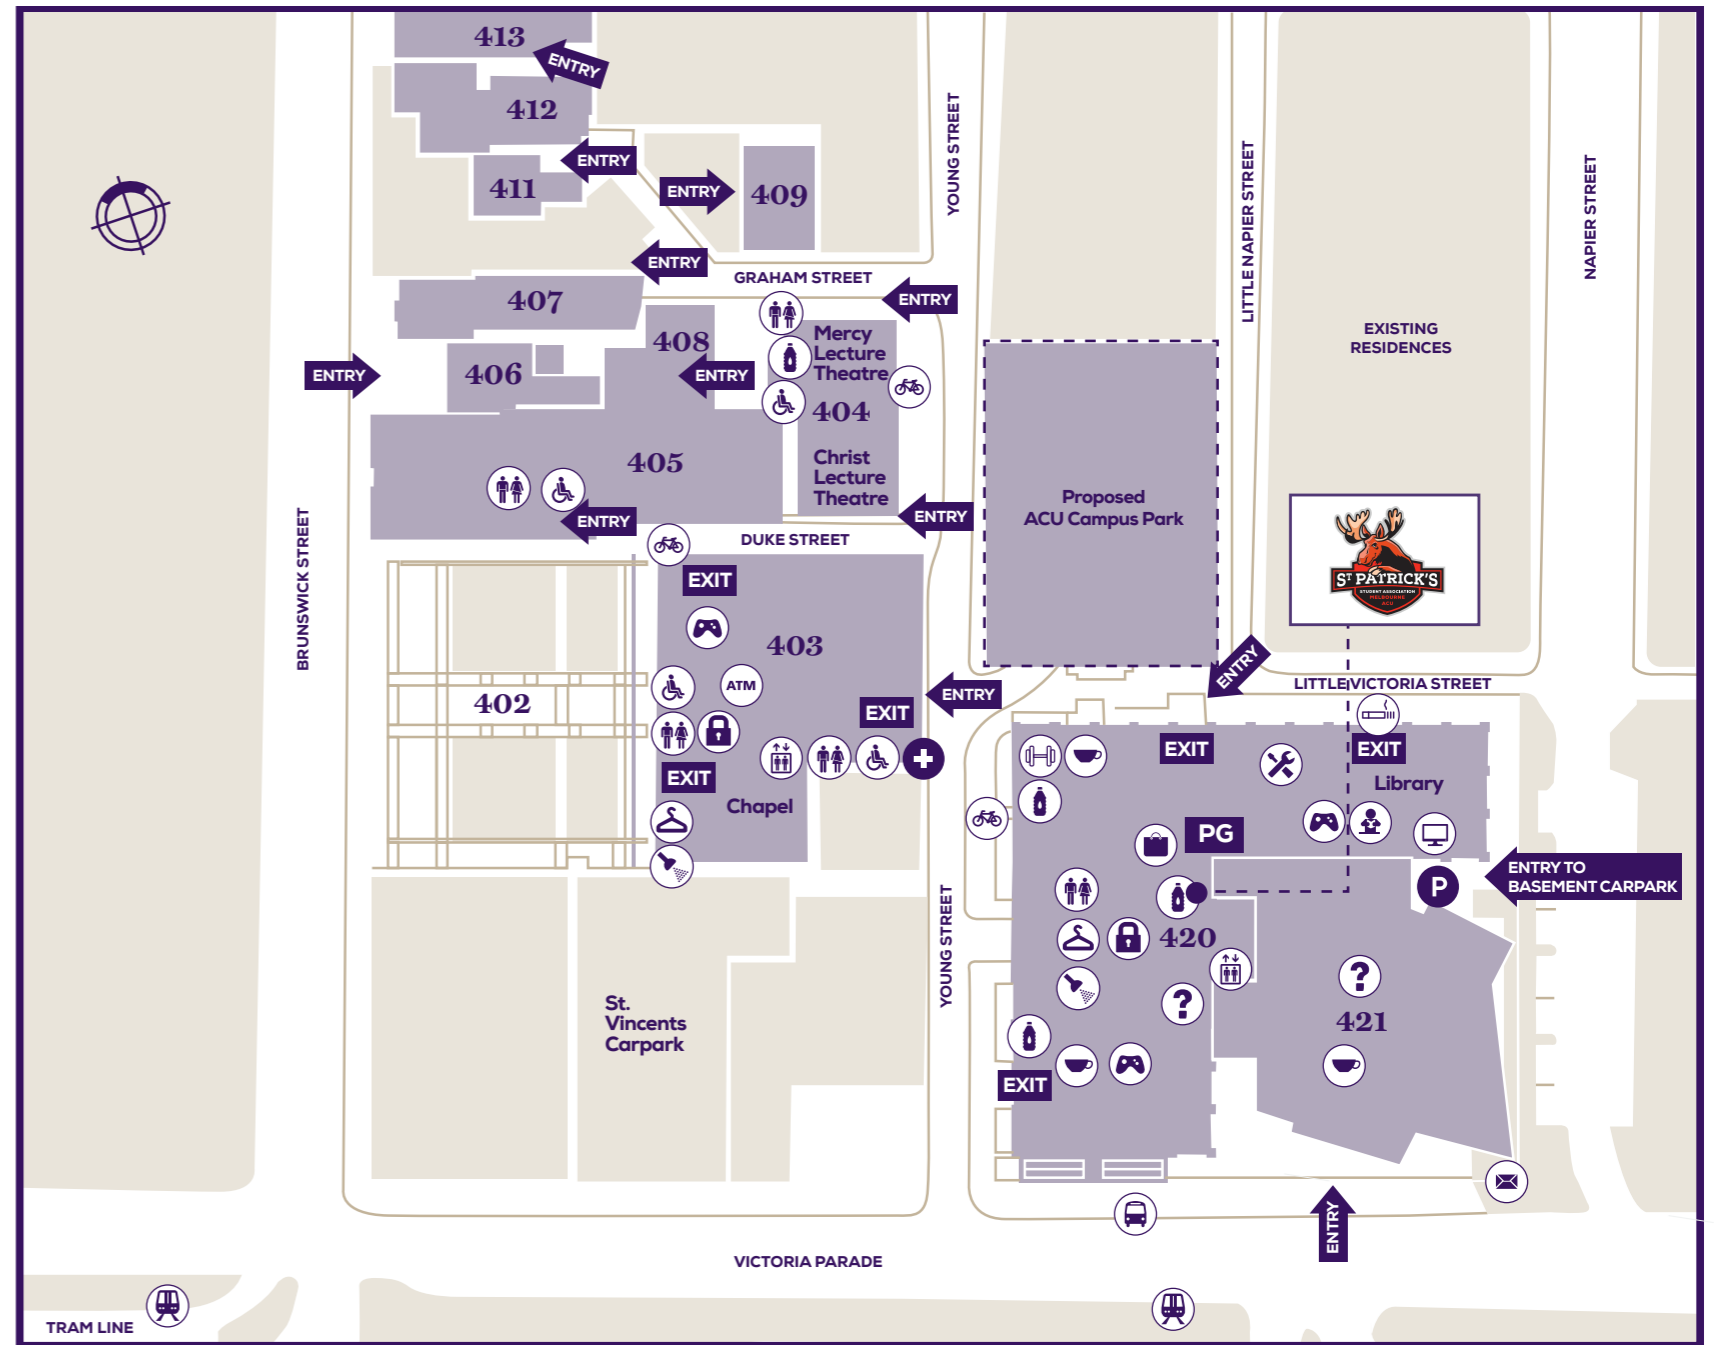 413
ENTRY
412
ENTRY
411
ENTRY
409
YOUNG STREET
LITTLE NAPIER STREET
NAPIER STREET
ENTRY
GRAHAM STREET
407
ENTRY
408
Mercy
Lecture
Theatre
EXISTING
RESIDENCES
ENTRY
406
ENTRY
404
405
Christ
Lecture
Theatre
ENTRY
ENTRY
Proposed
ACU Campus Park
BRUNSWICK STREET
DUKE STREET
ST PATRICK'S
STUDENT ASSOCIATION
MELBOURNE
ACU
EXIT
403
ATM
402
ENTRY
EXIT
ENTRY
LITTLE VICTORIA STREET
EXIT
Chapel
EXIT
EXIT
Library
PG
ENTRY TO
BASEMENT CARPARK
P
420
YOUNG STREET
St.
Vincents
Carpark
?
?
421
EXIT
ENTRY
VICTORIA PARADE
TRAM LINE